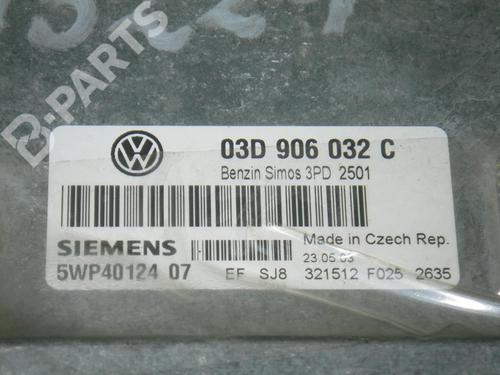 B-PARTS
03D 906 032 C
Benzin Simos 3PD 2501
SIEMENS
Made in Czech Rep.
23.05.03
5WP40124 07
EF SJ8 321512 F025 2635